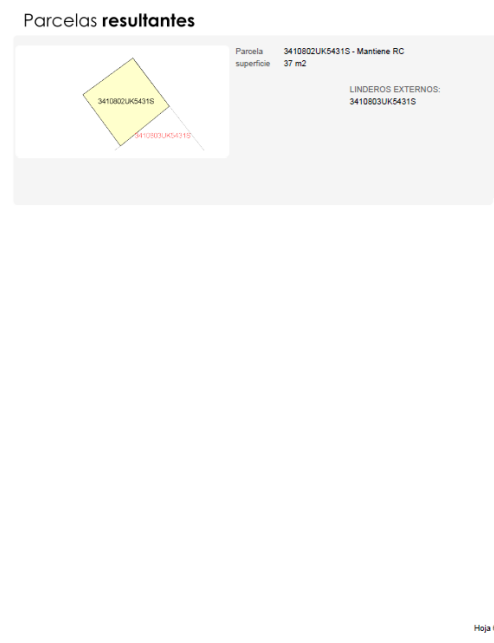 Parcelas resultantes
Parcela 3410802UK5431S - Mantiene RC
superficie 37 m2
LINDEROS EXTERNOS:
3410803UK5431S
3410802UK5431S
3410803UK5431S
Hoja